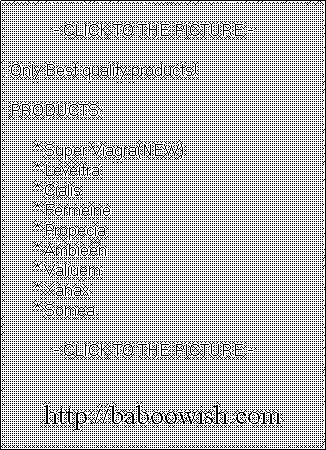 -CLICK TO THE PICTURE-
Only Best quality products!
PRODUCTS:
* Super Viagra(NEW)
* Levitra
* Cialis
* Propecia
* Ambien
* Xanax
-CLICK TO THE PICTURE-
http://baboowish.com